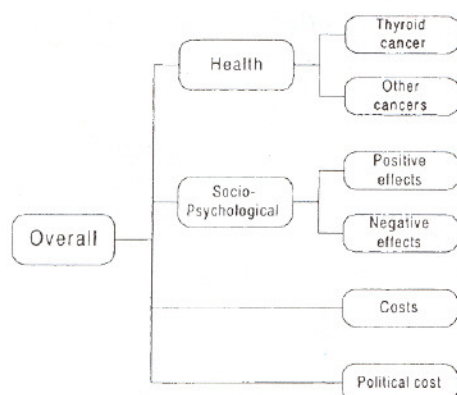 Thyroid
cancer
Health
Other
cancers
Positive
effects
Socio-
Psychological
Negative
effects
Overall
Costs
Political cost